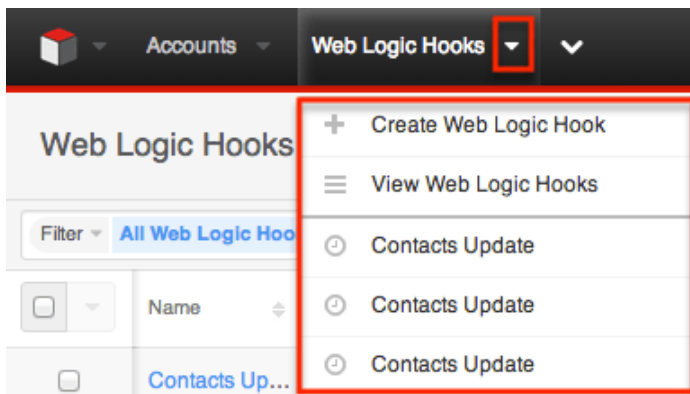 Accounts
Web Logic Hooks
Web Logic Hooks
Create Web Logic Hook
View Web Logic Hooks
Filter All Web Logic Hoo
Contacts Update
Name
Contacts Update
Contacts Update
Contacts Up...